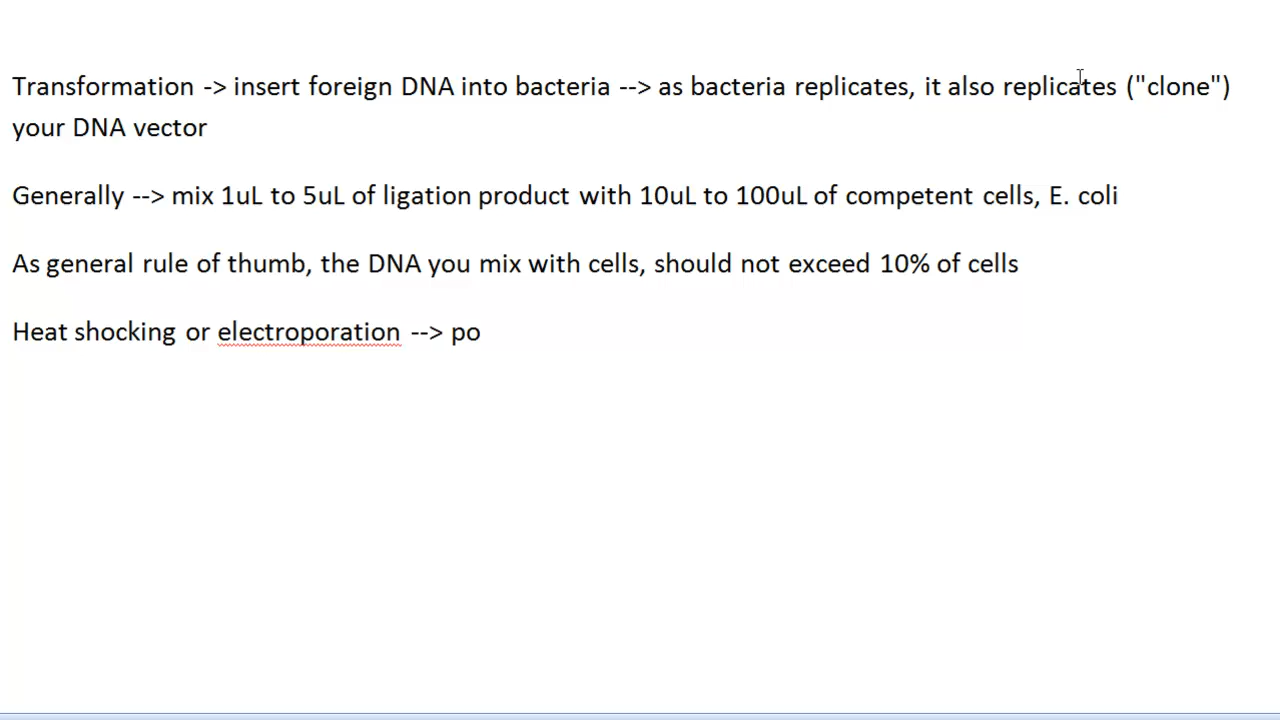 Transformation -> insert foreign DNA into bacteria --> as bacteria replicates, it also replicates ("clone")
your DNA vector
Generally --> mix 1uL to 5uL of ligation product with 10uL to 100uL of competent cells, E. coli
As general rule of thumb, the DNA you mix with cells, should not exceed 10% of cells
Heat shocking or electroporation --> po